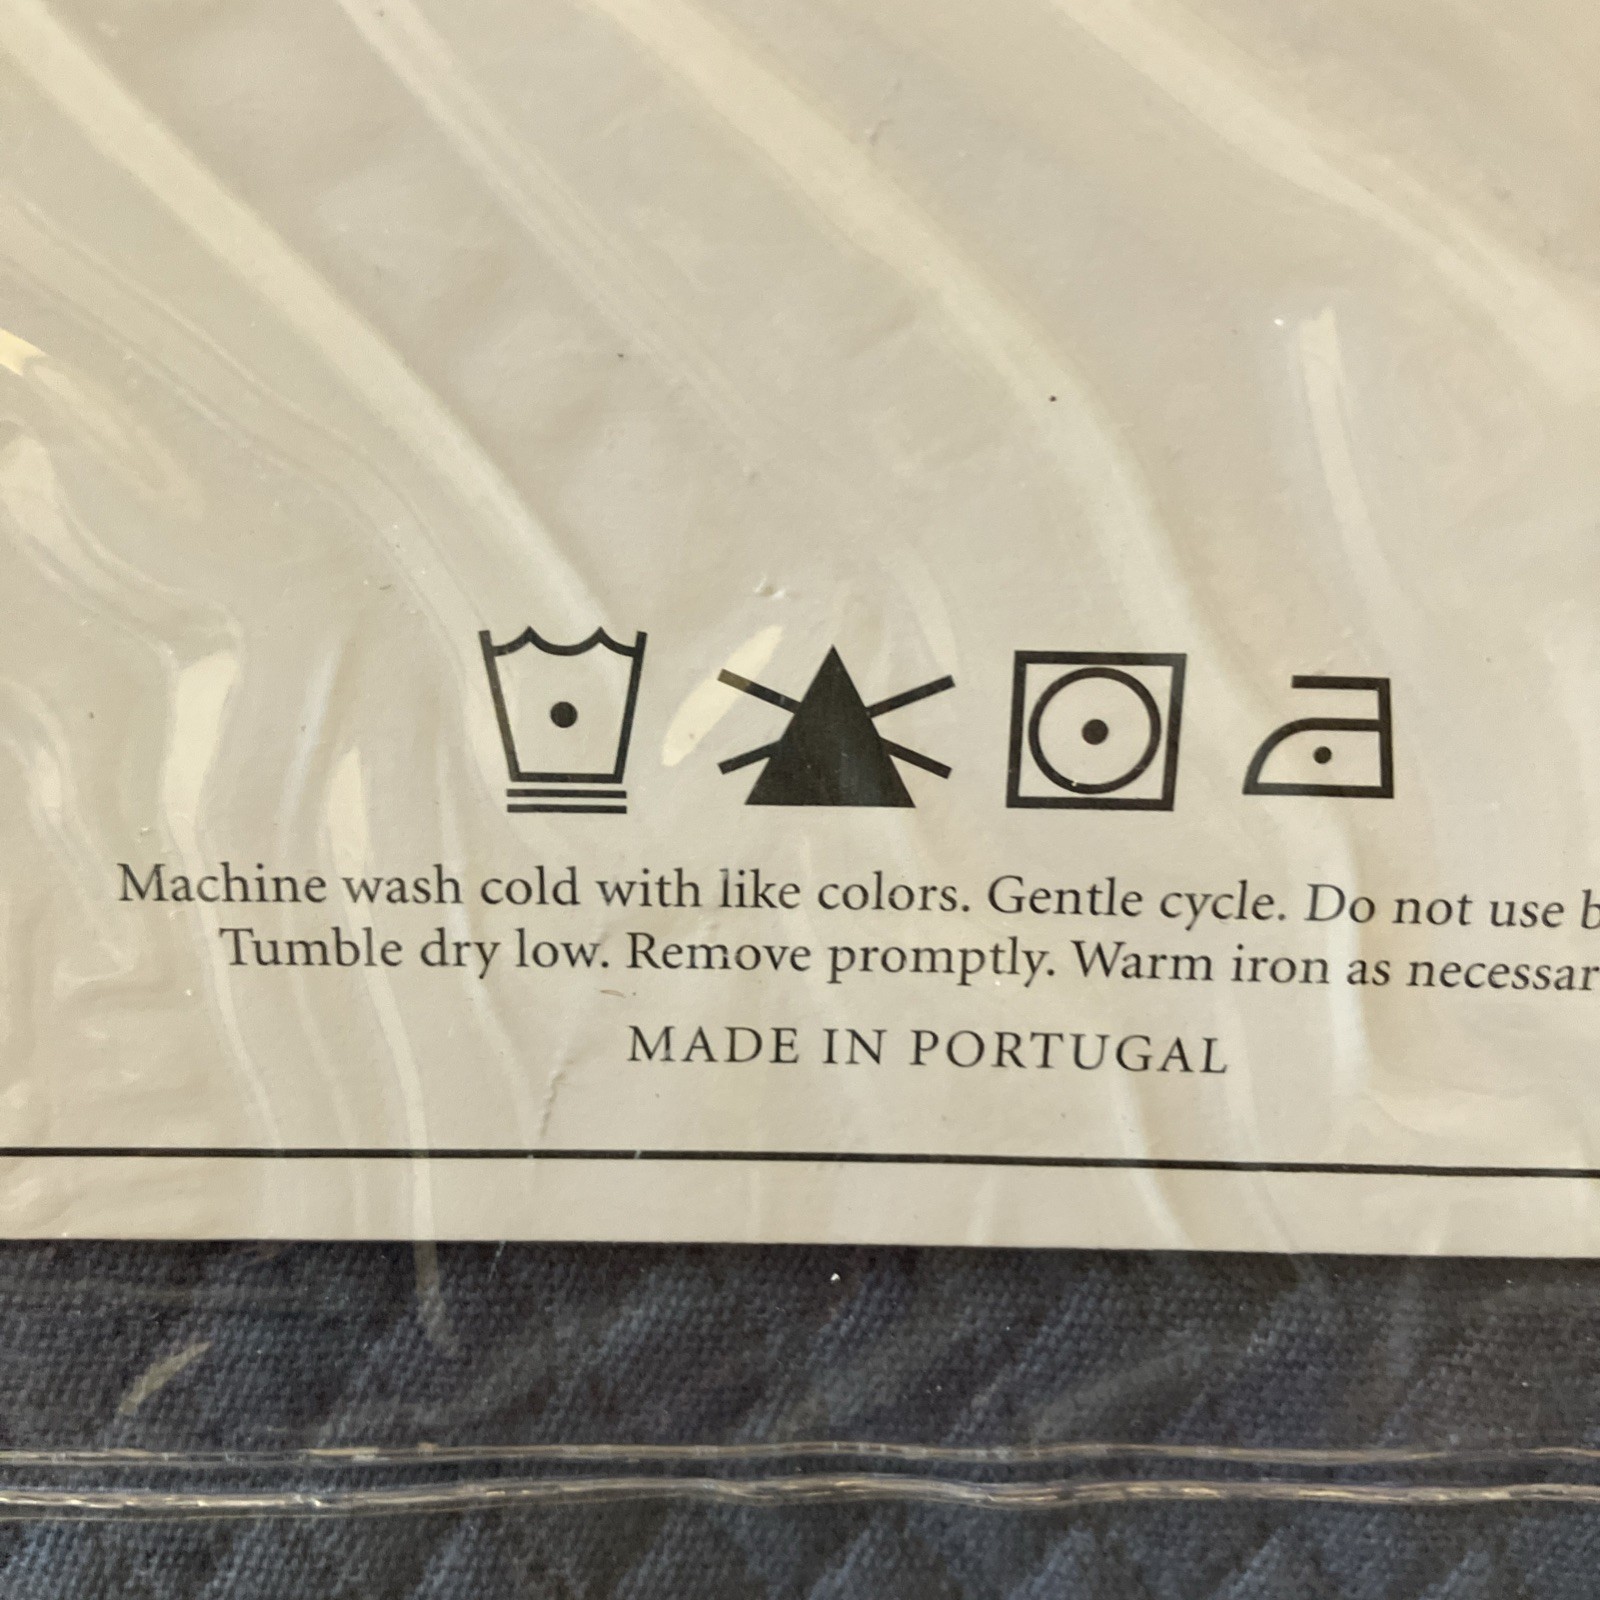 Machine wash cold with like colors. Gentle cycle. Do not use
Tumble dry low. Remove promptly. Warm iron as necessar
MADE IN PORTUGAL